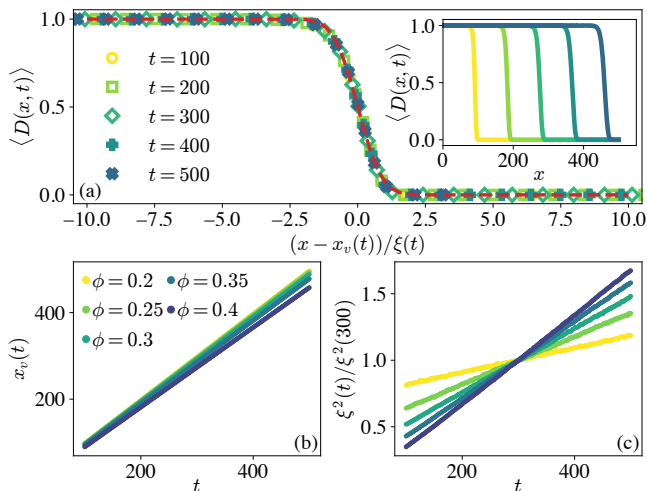 1.0
0.5
0.0
⟨D(x, t)⟩
t = 100
t = 200
t = 300
t = 400
t = 500
(a)
−10.0 −7.5 −5.0 −2.5 0.0 2.5 5.0 7.5 10.0
(x − x_v(t))/ξ(t)
1
0
⟨D(x, t)⟩
0 200 400
x
ϕ = 0.2 ϕ = 0.35
ϕ = 0.25 ϕ = 0.4
ϕ = 0.3
400
200
x_v(t)
(b)
200 400
t
1.5
1.0
0.5
ξ²(t)/ξ²(300)
(c)
200 400
t